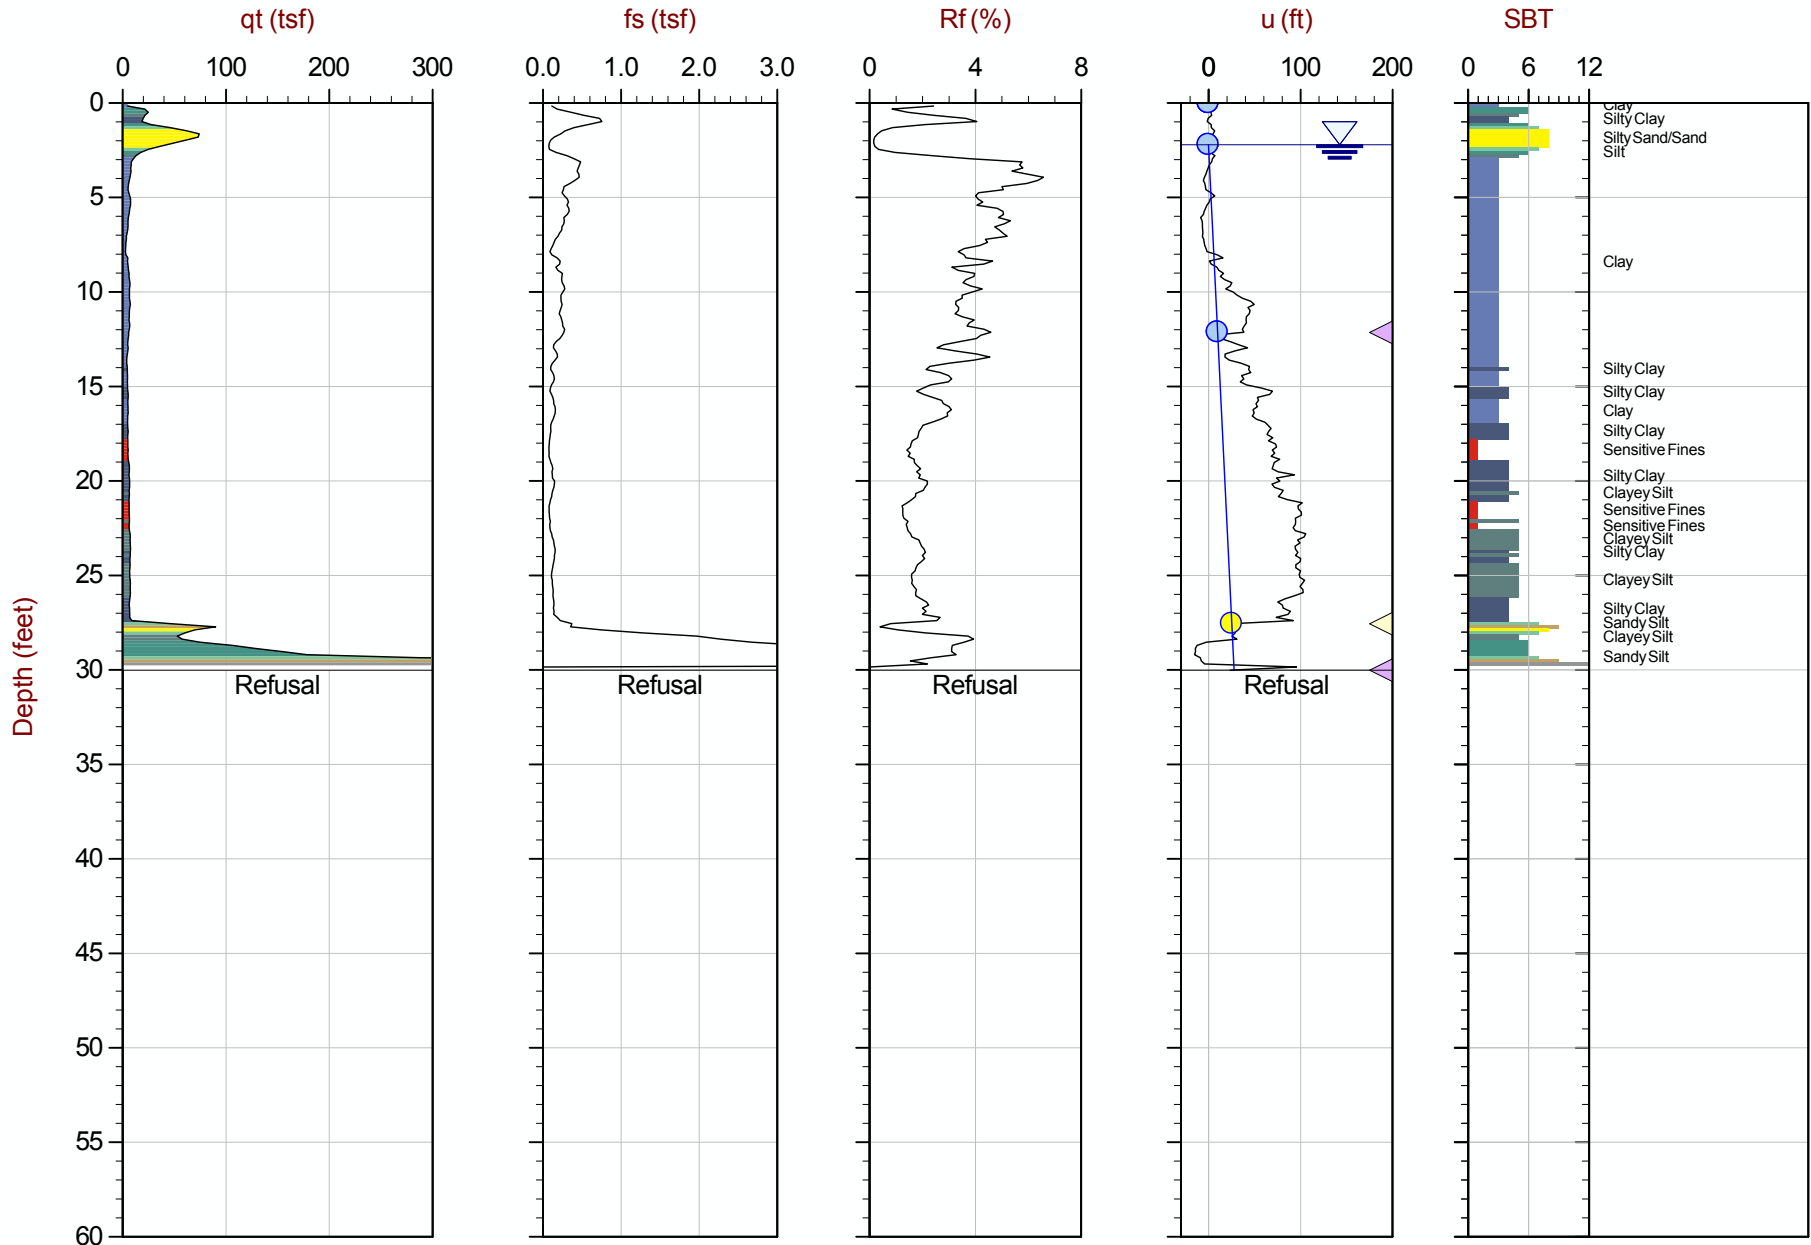 qt (tsf) fs (tsf) Rf (%) u (ft) SBT
0 100 200 300 0.0 1.0 2.0 3.0 0 4 8 0 100 200 0 6 12
0
Clay
Silty Clay
Silty Sand/Sand
Silt
5
Clay
10
Silty Clay
15
Silty Clay
Clay
Silty Clay
Sensitive Fines
Silty Clay
20
Clayey Silt
Sensitive Fines
Sensitive Fines
Clayey Silt
Silty Clay
25
Clayey Silt
Silty Clay
Sandy Silt
Clayey Silt
Sandy Silt
30
Refusal Refusal Refusal Refusal
Depth (feet)
35
40
45
50
55
60